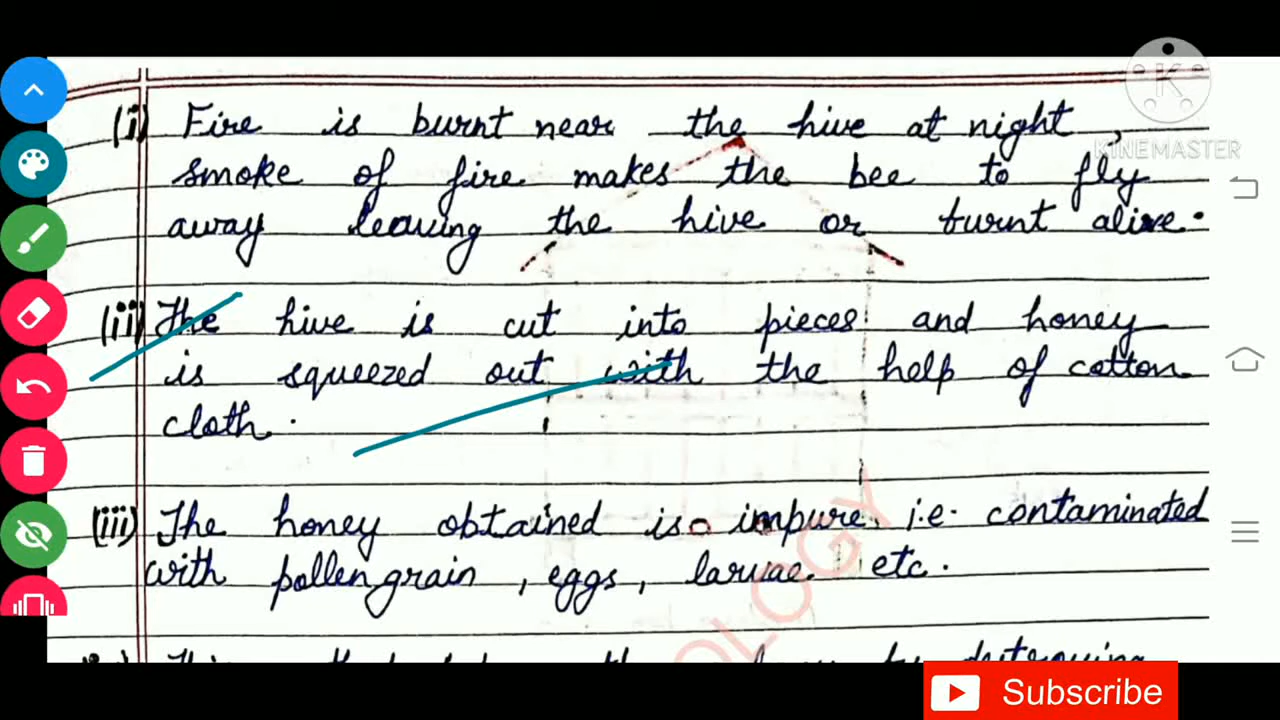 (i) Fire is burnt near the hive at night,
smoke of fire makes the bee to fly
away leaving the hive or burnt alive.
(ii) The hive is cut into pieces and honey
is squeezed out with the help of cotton
cloth.
(iii) The honey obtained is impure i.e. contaminated
with pollengrain, eggs, larvae etc.
K
KINEMASTER
OLOGY
Subscribe